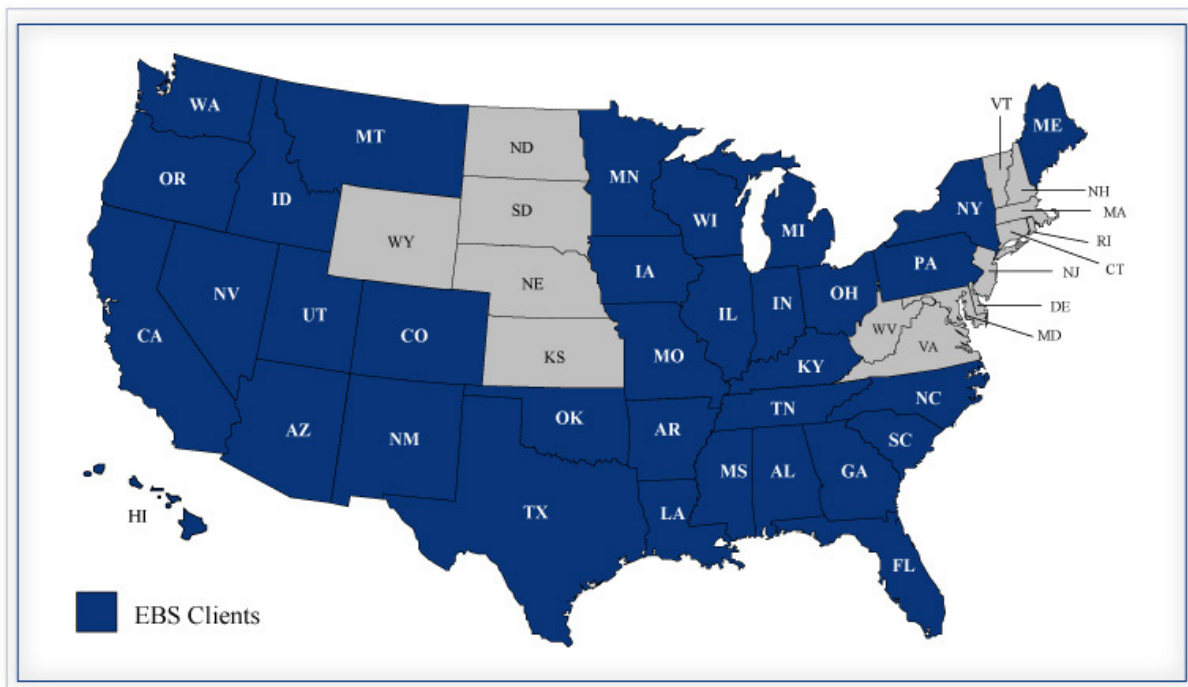 WA
MT
ND
MN
VT
ME
OR
ID
SD
WI
MI
NY
NH
MA
WY
RI
CT
IA
PA
NJ
NE
NV
UT
CO
IL
IN
OH
DE
MD
CA
WV
VA
KS
MO
KY
AZ
NM
OK
AR
TN
NC
SC
MS
AL
GA
TX
LA
HI
FL
EBS Clients